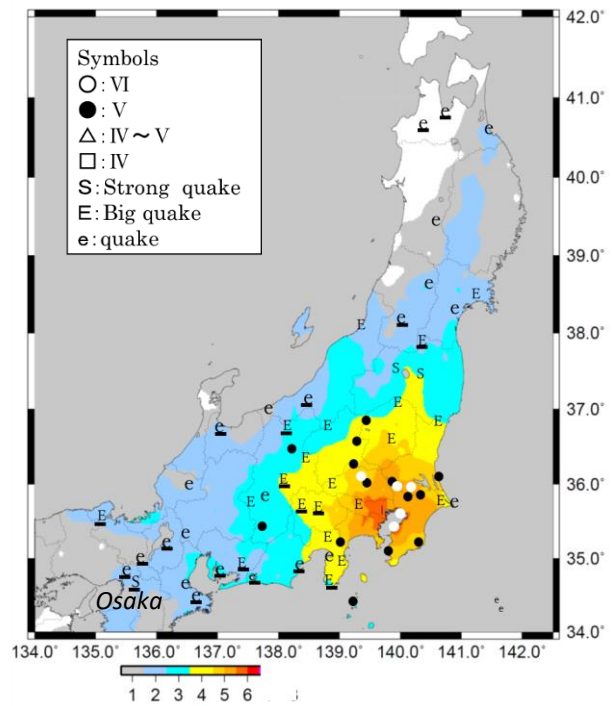 Symbols
○: VI
●: V
△: IV~V
□: IV
S: Strong quake
E: Big quake
e: quake
Osaka
42.0˚
41.0˚
40.0˚
39.0˚
38.0˚
37.0˚
36.0˚
35.0˚
34.0˚
134.0˚ 135.0˚ 136.0˚ 137.0˚ 138.0˚ 139.0˚ 140.0˚ 141.0˚ 142.0˚
1 2 3 4 5 6